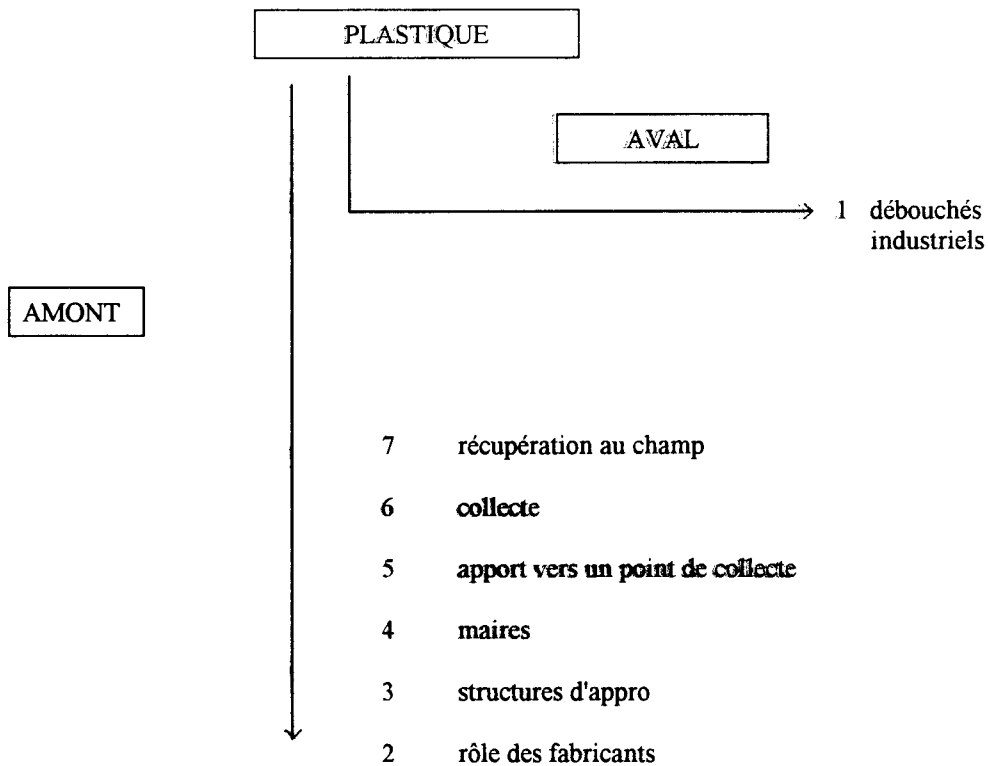 PLASTIQUE
AVAL
1 débouchés
industriels
AMONT
7 récupération au champ
6 collecte
5 apport vers un point de collecte
4 maires
3 structures d'appro
2 rôle des fabricants